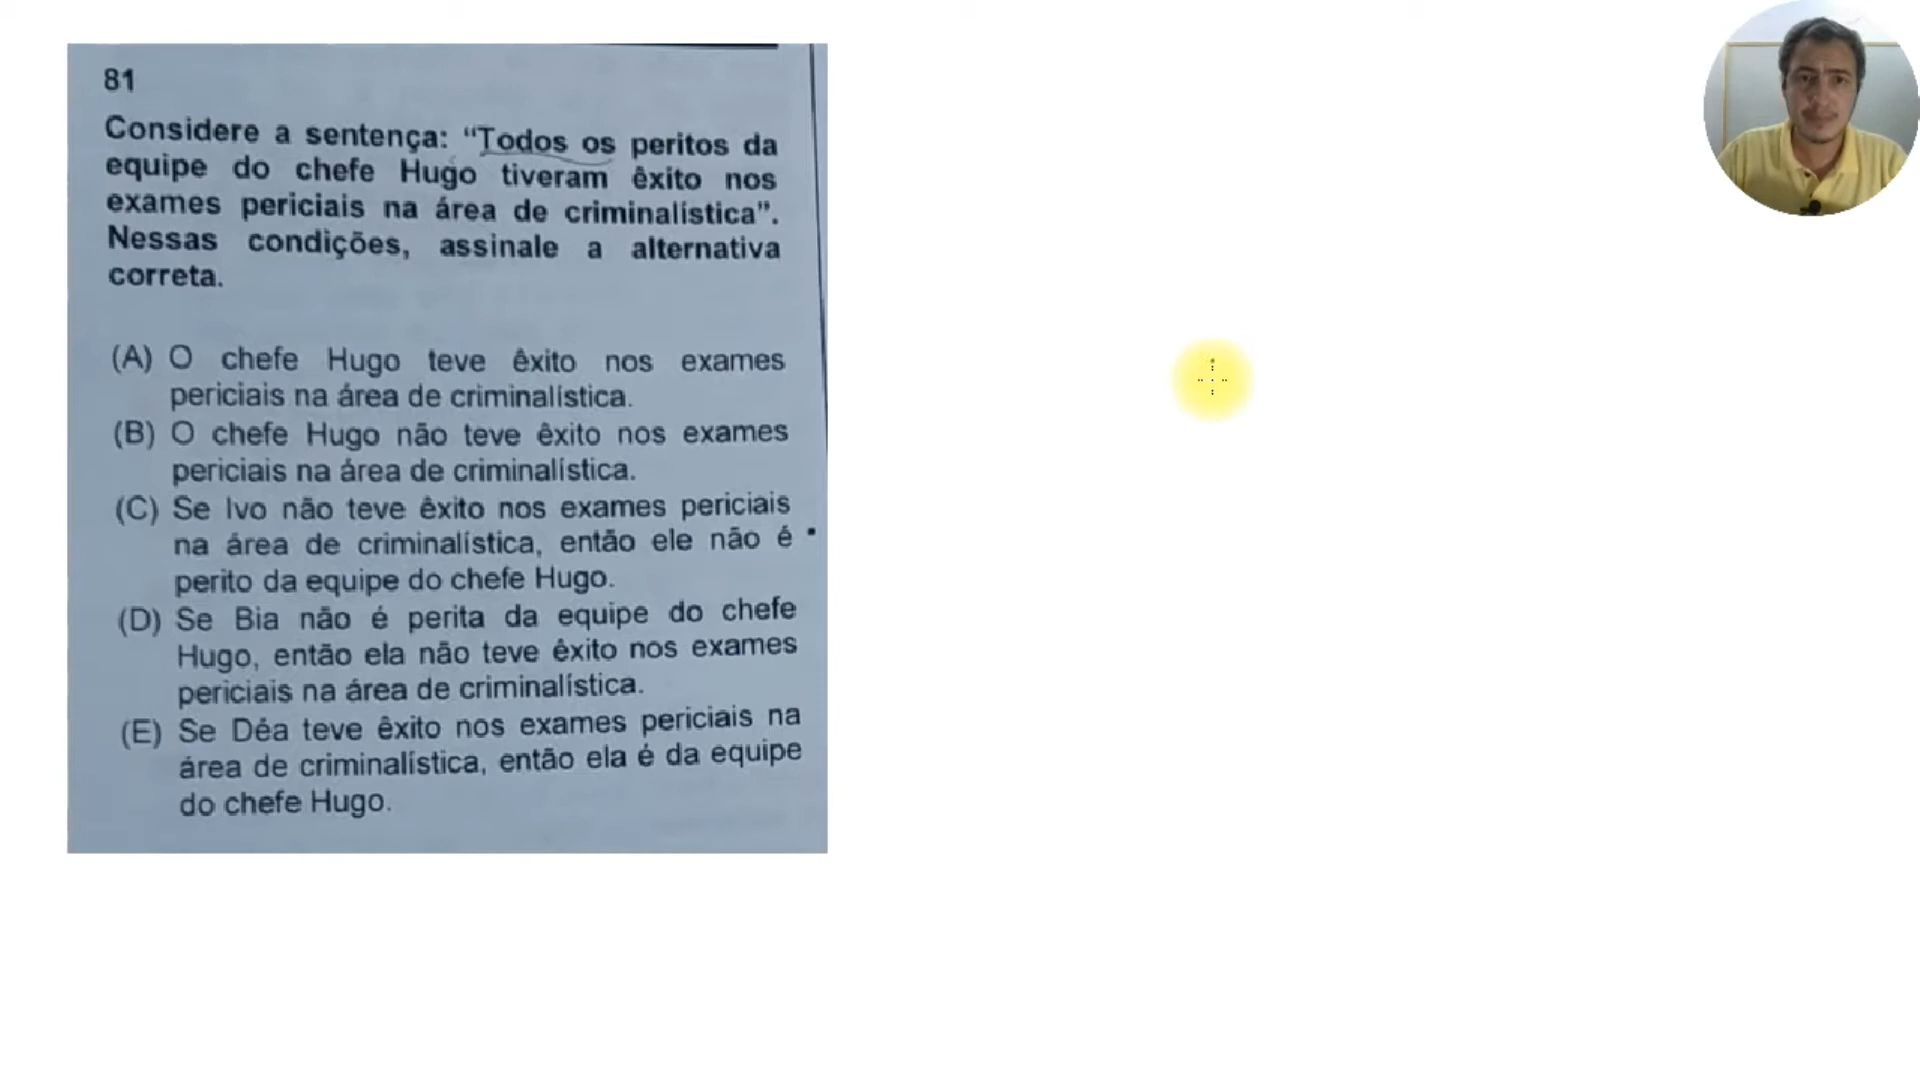 81
Considere a sentença: “Todos os peritos da
equipe do chefe Hugo tiveram êxito nos
exames periciais na área de criminalística”.
Nessas condições, assinale a alternativa
correta.
(A) O chefe Hugo teve êxito nos exames
periciais na área de criminalística.
(B) O chefe Hugo não teve êxito nos exames
periciais na área de criminalística.
(C) Se Ivo não teve êxito nos exames periciais
na área de criminalística, então ele não é
perito da equipe do chefe Hugo.
(D) Se Bia não é perita da equipe do chefe
Hugo, então ela não teve êxito nos exames
periciais na área de criminalística.
(E) Se Déa teve êxito nos exames periciais na
área de criminalística, então ela é da equipe
do chefe Hugo.